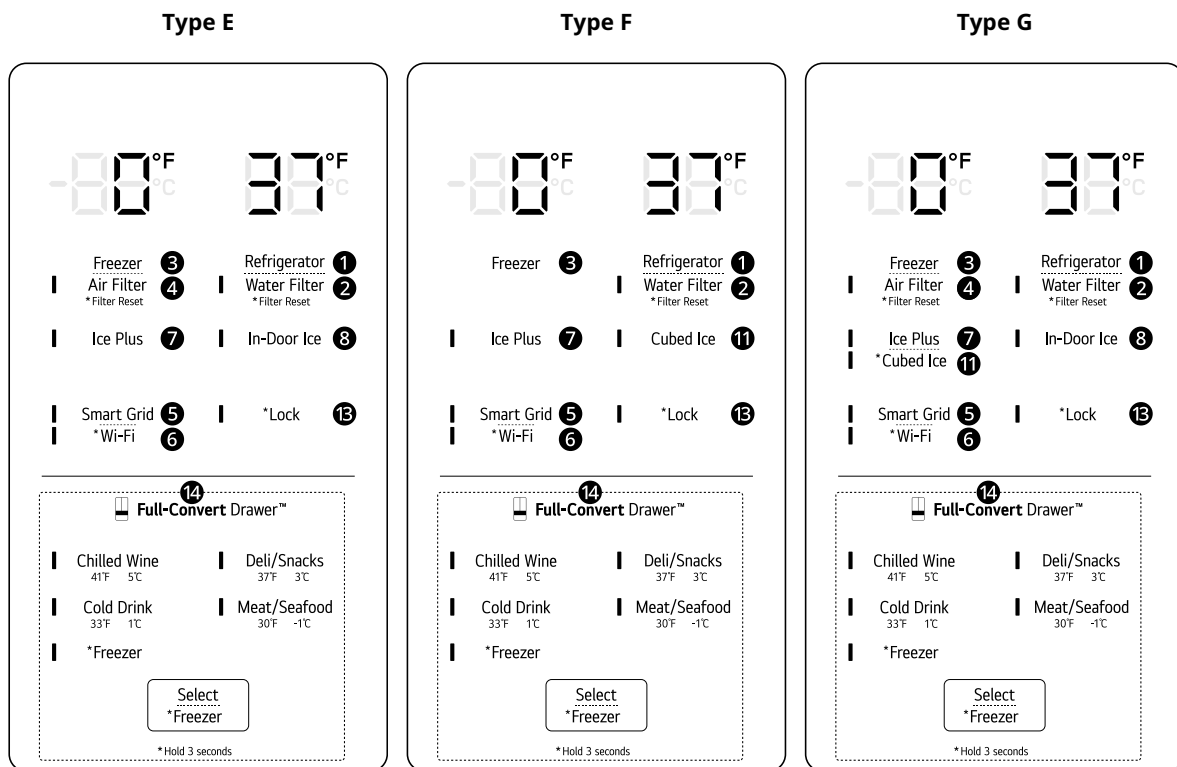 Type E
0 °F °C 37 °F °C
Freezer 3 Refrigerator 1
Air Filter 4 Water Filter 2
*Filter Reset *Filter Reset
Ice Plus 7 In-Door Ice 8
Smart Grid 5 *Lock 13
*Wi-Fi 6
14
Full-Convert Drawer™
Chilled Wine Deli/Snacks
41°F 5°C 37°F 3°C
Cold Drink Meat/Seafood
33°F 1°C 30°F -1°C
*Freezer
Select
*Freezer
*Hold 3 seconds
Type F
0 °F °C 37 °F °C
Freezer 3 Refrigerator 1
Water Filter 2
*Filter Reset
Ice Plus 7 Cubed Ice 11
Smart Grid 5 *Lock 13
*Wi-Fi 6
14
Full-Convert Drawer™
Chilled Wine Deli/Snacks
41°F 5°C 37°F 3°C
Cold Drink Meat/Seafood
33°F 1°C 30°F -1°C
*Freezer
Select
*Freezer
*Hold 3 seconds
Type G
0 °F °C 37 °F °C
Freezer 3 Refrigerator 1
Air Filter 4 Water Filter 2
*Filter Reset *Filter Reset
Ice Plus 7 In-Door Ice 8
*Cubed Ice 11
Smart Grid 5 *Lock 13
*Wi-Fi 6
14
Full-Convert Drawer™
Chilled Wine Deli/Snacks
41°F 5°C 37°F 3°C
Cold Drink Meat/Seafood
33°F 1°C 30°F -1°C
*Freezer
Select
*Freezer
*Hold 3 seconds